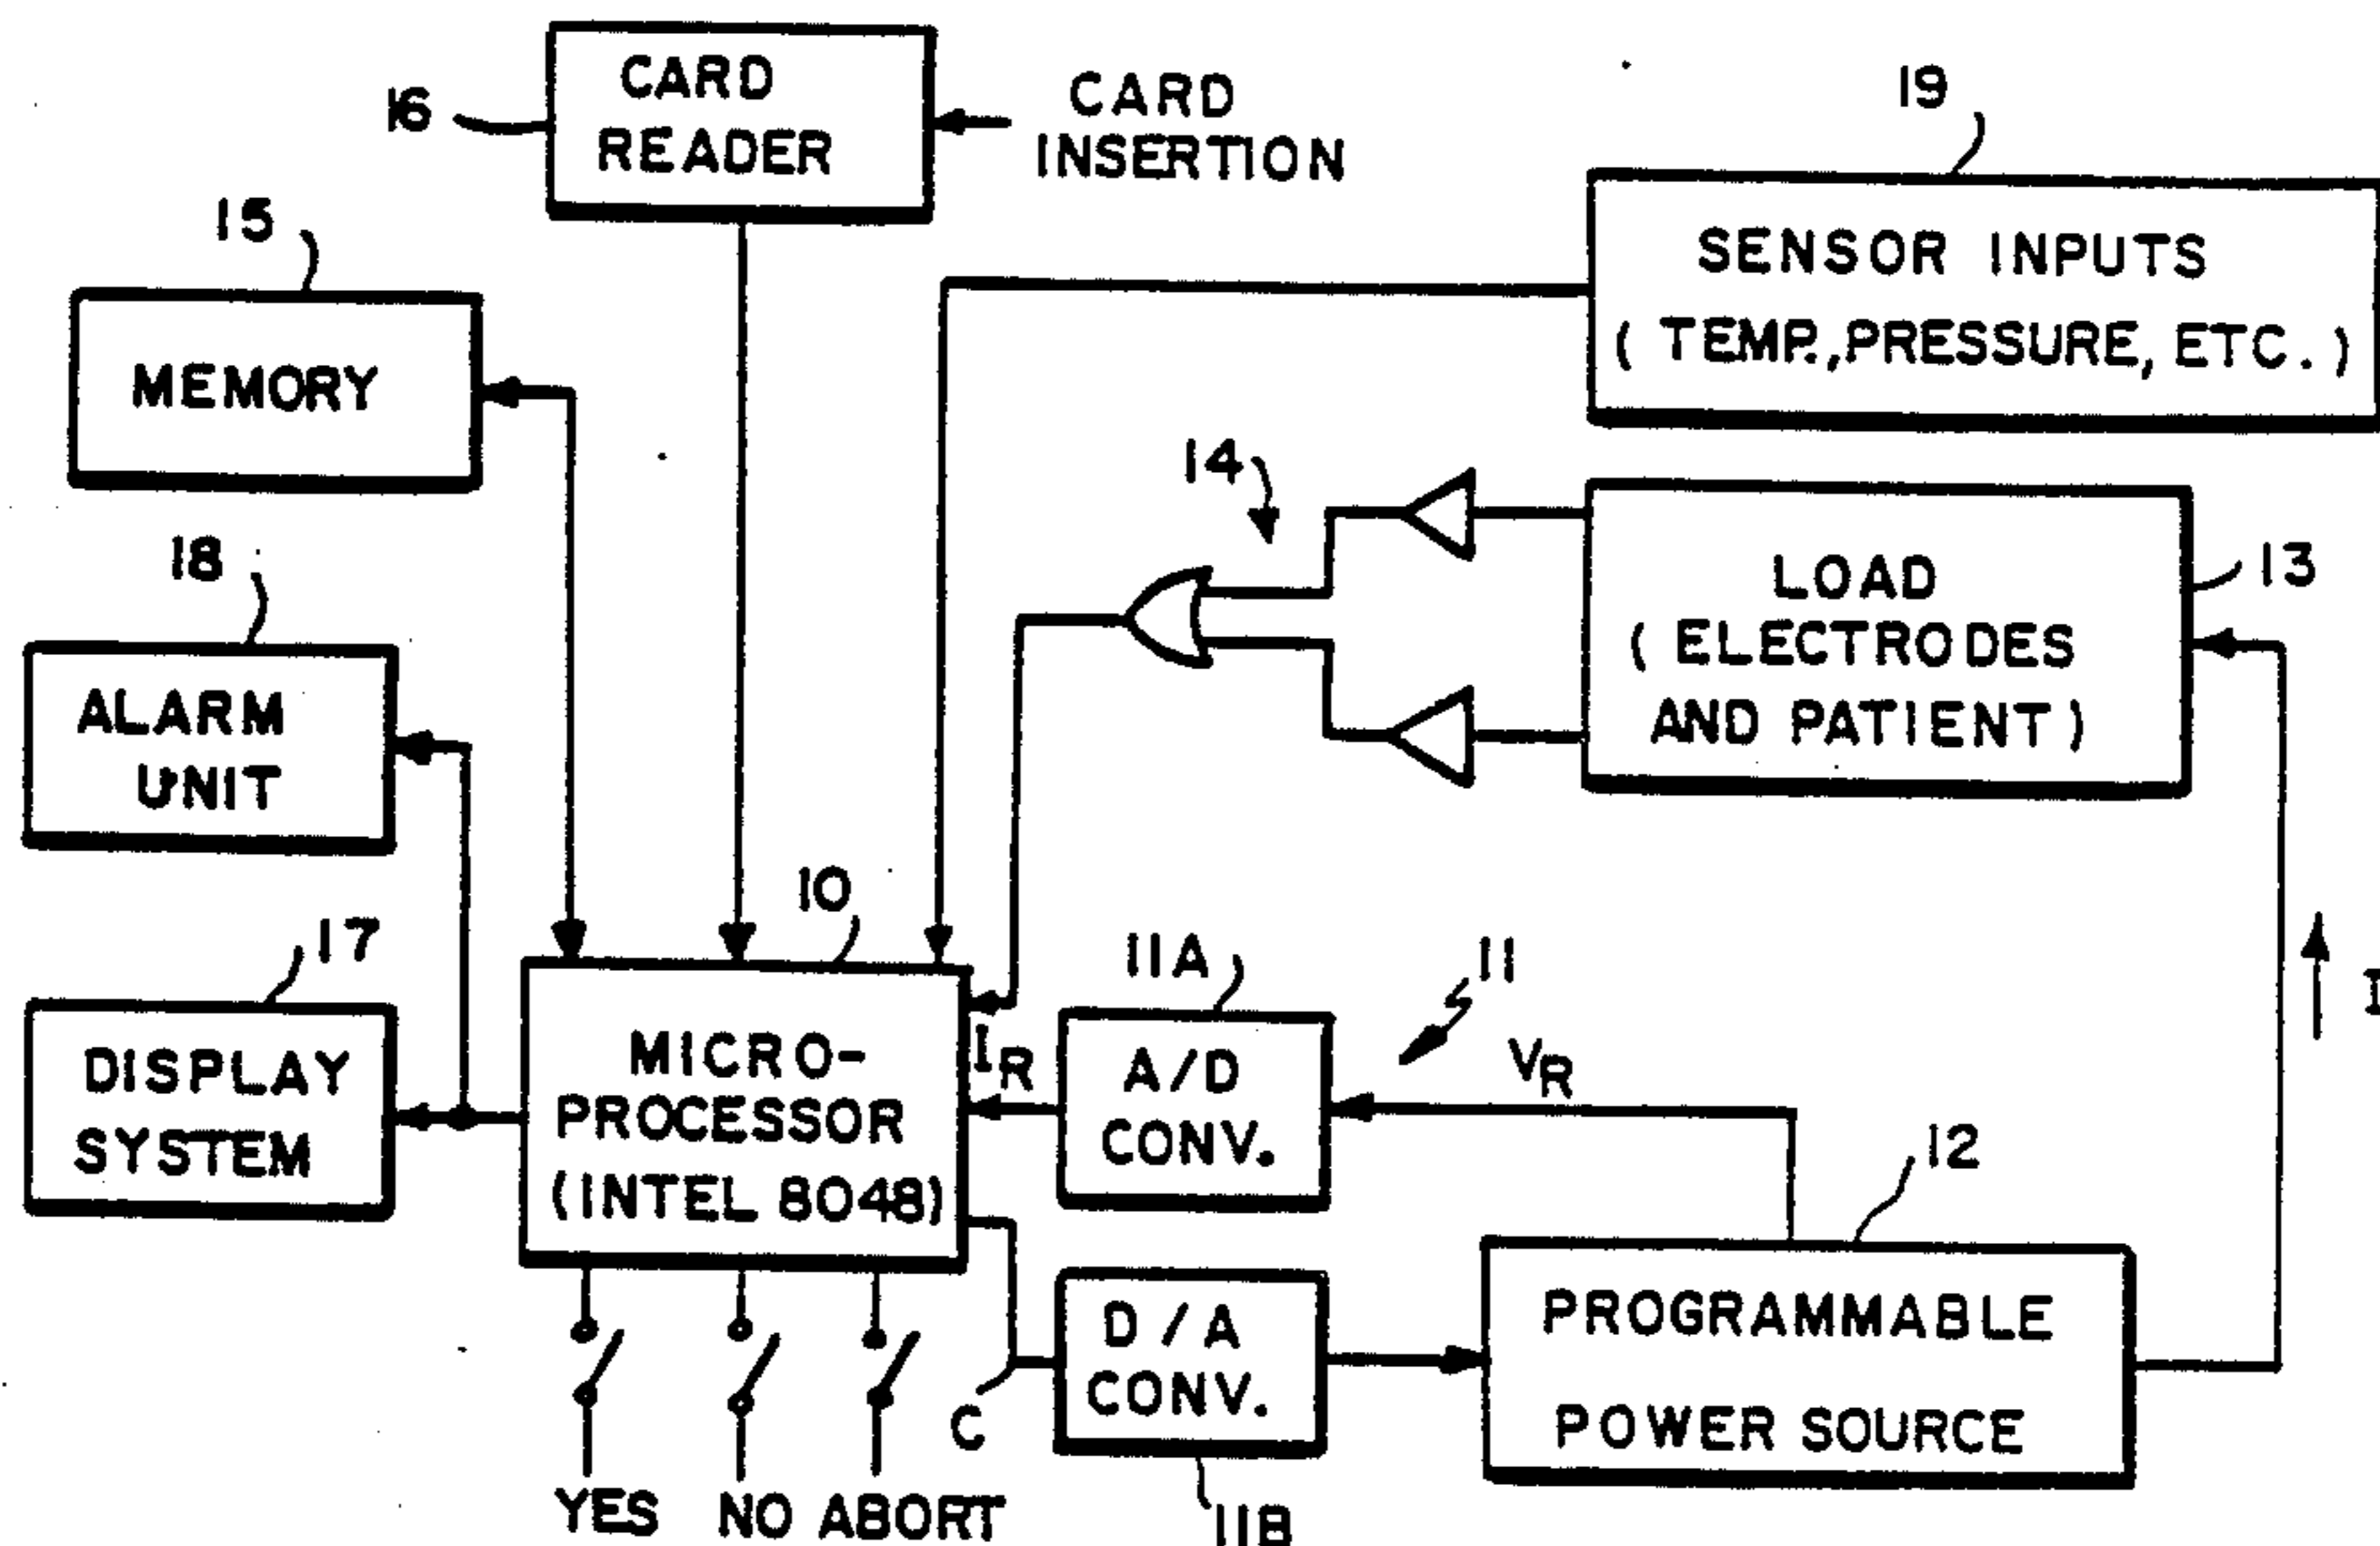 16
CARD
READER
CARD
INSERTION
19
SENSOR INPUTS
( TEMP., PRESSURE, ETC. )
15
MEMORY
14
LOAD
( ELECTRODES
AND PATIENT )
13
18
ALARM
UNIT
10
17
DISPLAY
SYSTEM
MICRO-
PROCESSOR
(INTEL 8048)
IR
11A
A/D
CONV.
11
VR
I
12
D / A
CONV.
C
11B
PROGRAMMABLE
POWER SOURCE
YES NO ABORT